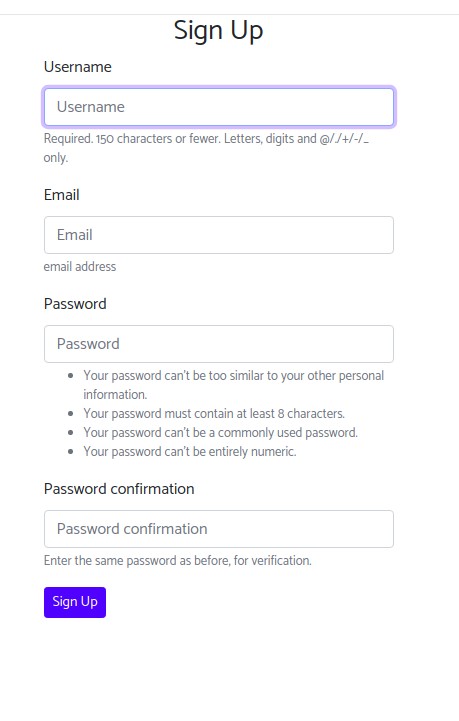 Sign Up
Username
Username
Required. 150 characters or fewer. Letters, digits and @/./+/-/_
only.
Email
Email
email address
Password
Password
Your password can't be too similar to your other personal
information.
Your password must contain at least 8 characters.
Your password can't be a commonly used password.
Your password can't be entirely numeric.
Password confirmation
Password confirmation
Enter the same password as before, for verification.
Sign Up